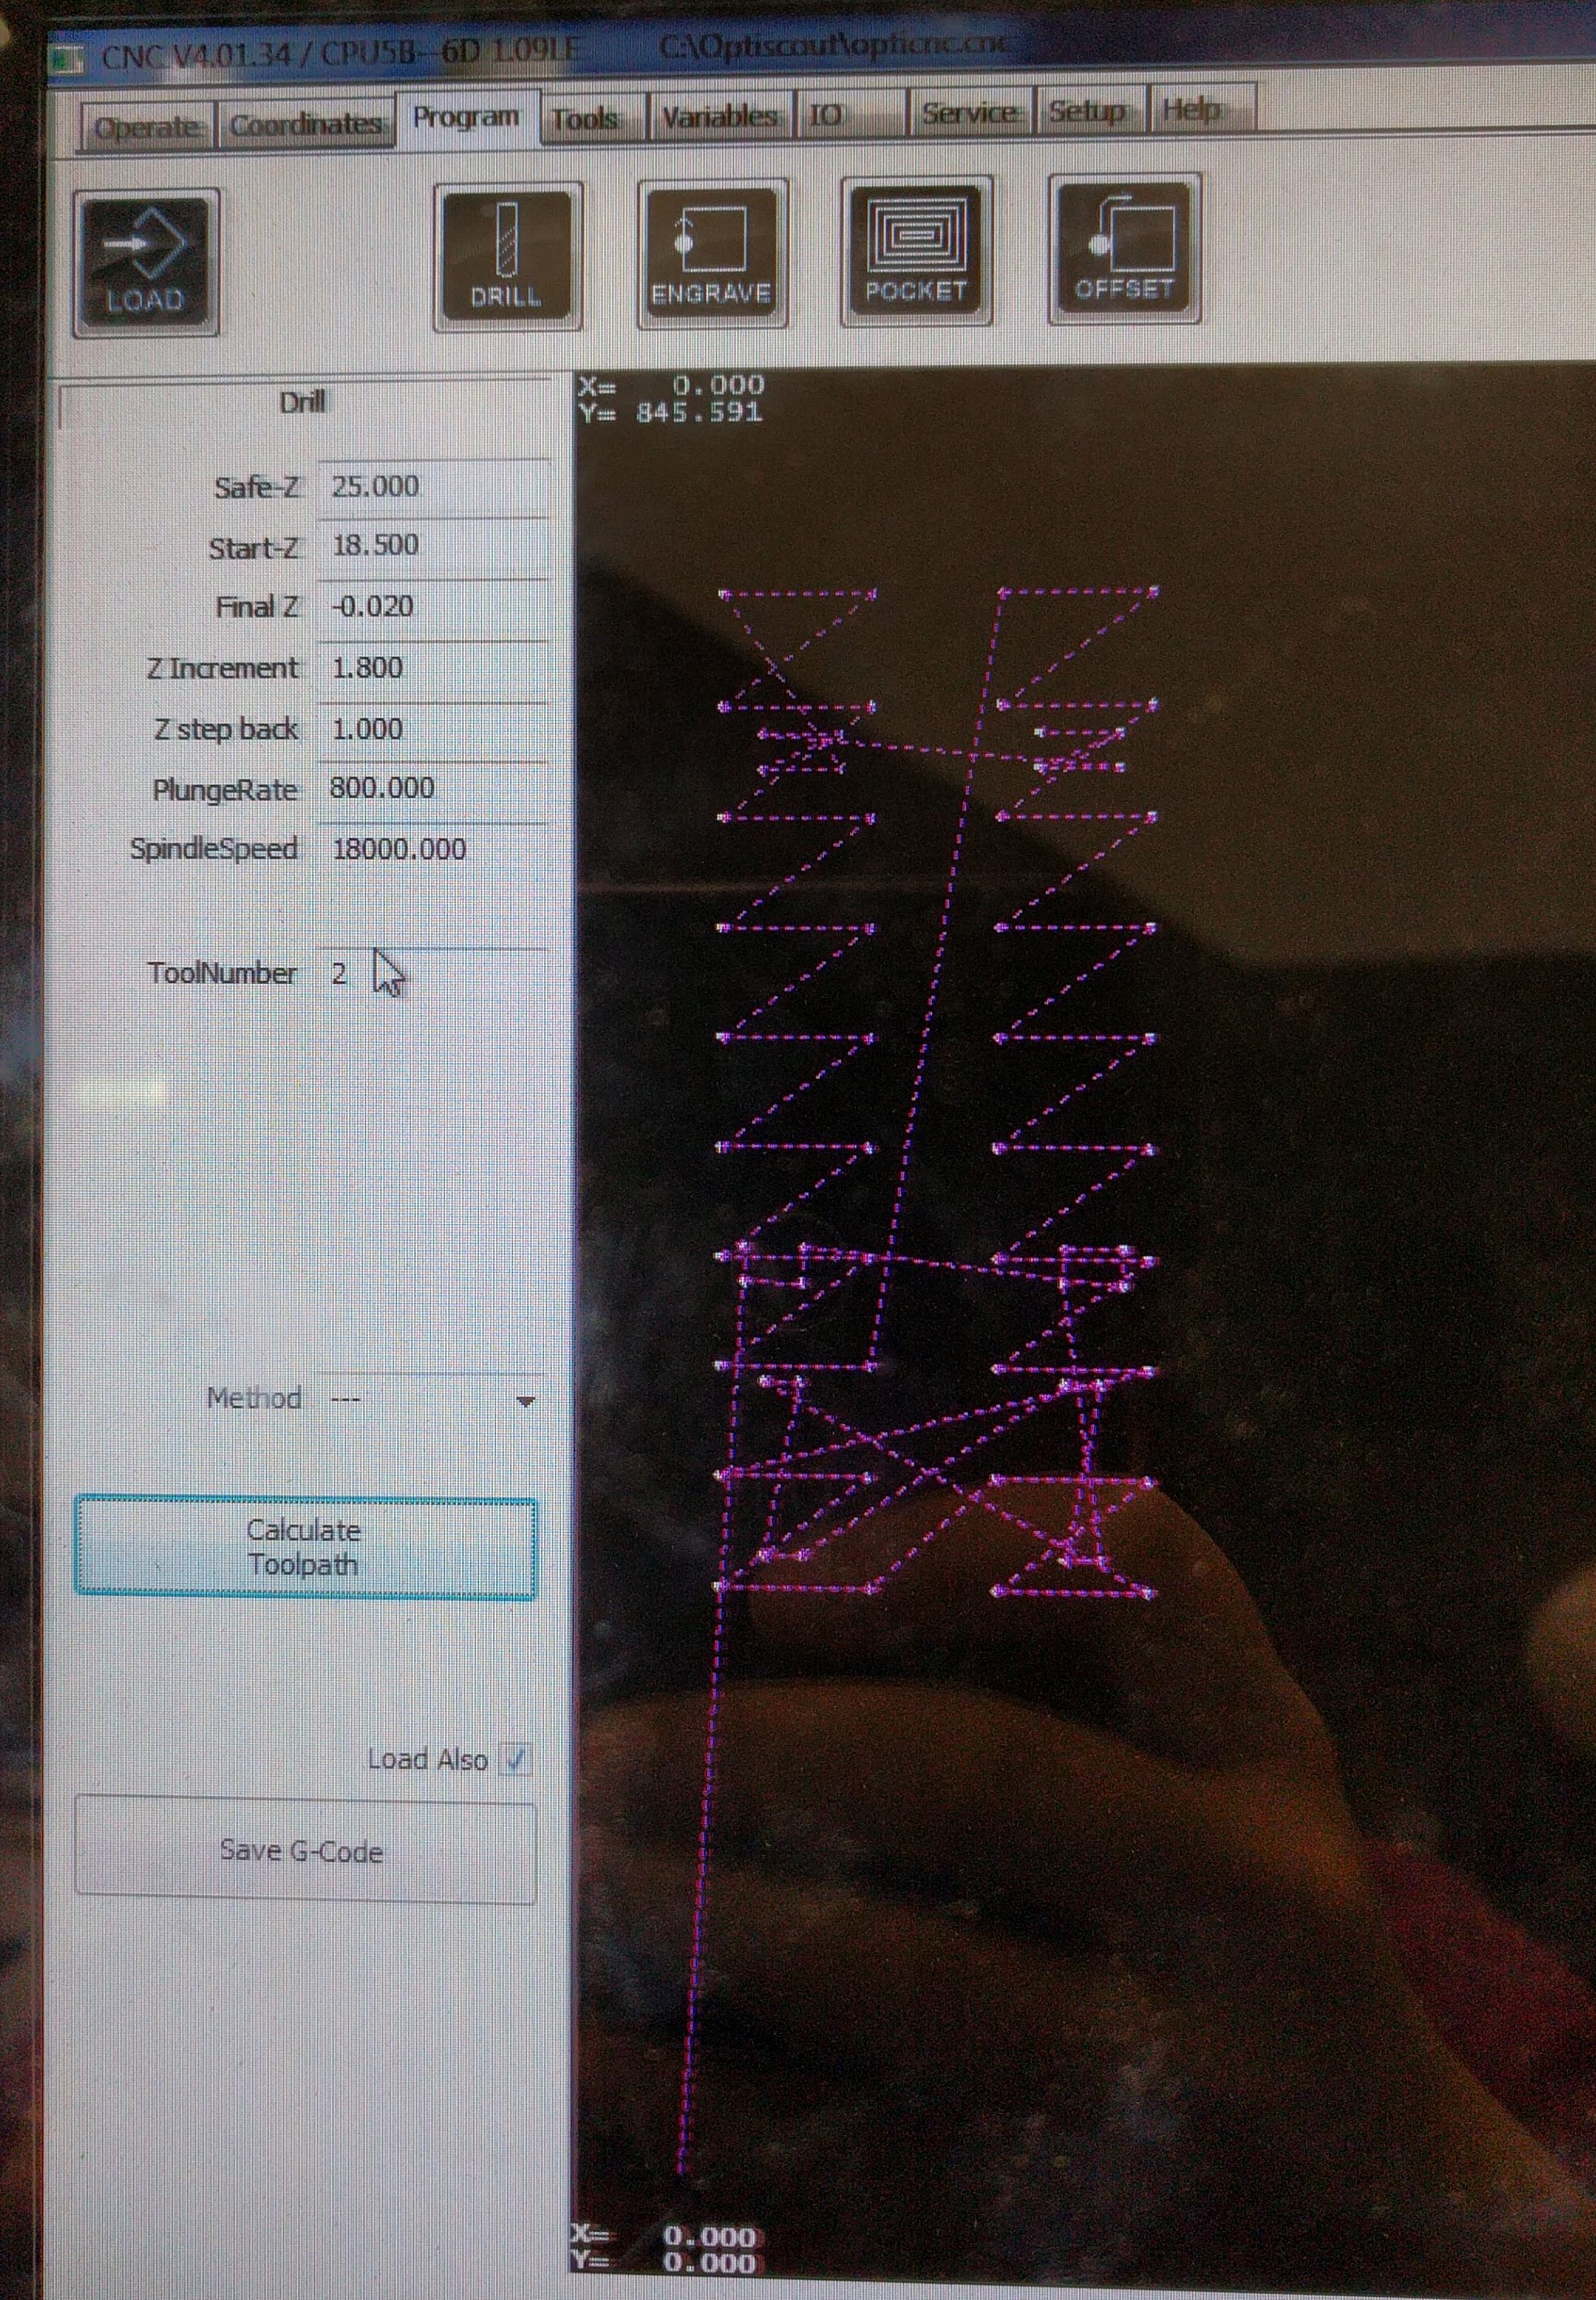 CNC V4.01.34 / CPU5B--6D 1.09LE C:\Optiscout\opticnc.cnc
Operate Coordinates Program Tools Variables IO Service Setup Help
LOAD DRILL ENGRAVE POCKET OFFSET
Drill
X= 0.000
Y= 845.591
Safe-Z 25.000
Start-Z 18.500
Final Z -0.020
Z Increment 1.800
Z step back 1.000
PlungeRate 800.000
SpindleSpeed 18000.000
ToolNumber 2
Method ---
Calculate
Toolpath
Load Also
Save G-Code
X= 0.000
Y= 0.000